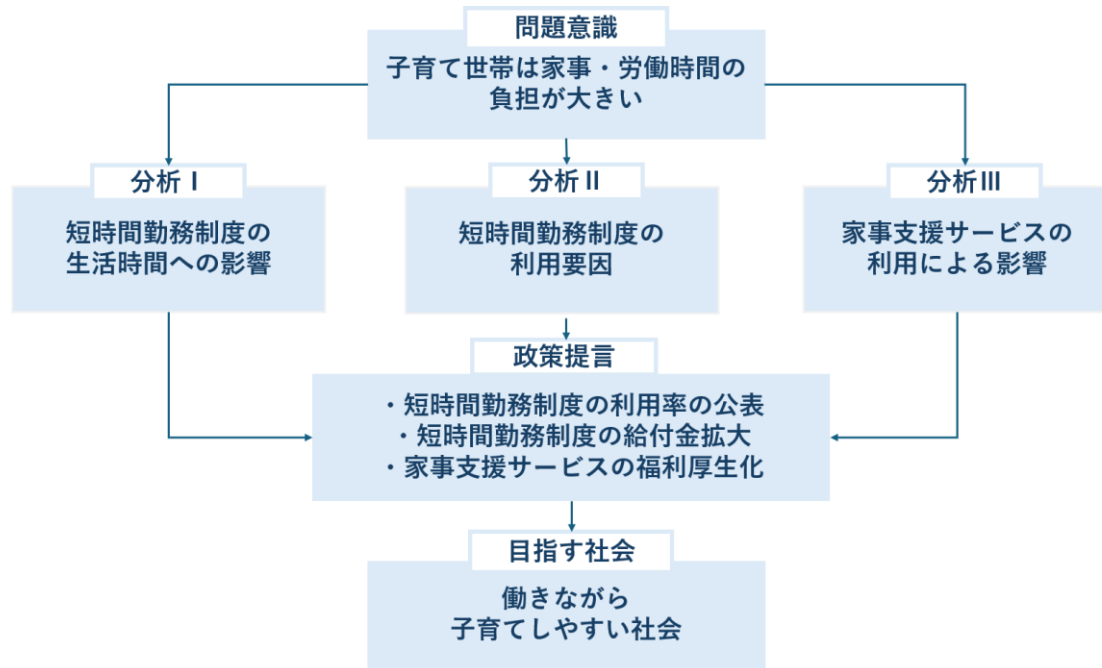 問題意識
子育て世帯は家事・労働時間の
負担が大きい
分析Ⅰ
短時間勤務制度の
生活時間への影響
分析Ⅱ
短時間勤務制度の
利用要因
分析Ⅲ
家事支援サービスの
利用による影響
政策提言
・短時間勤務制度の利用率の公表
・短時間勤務制度の給付金拡大
・家事支援サービスの福利厚生化
目指す社会
働きながら
子育てしやすい社会